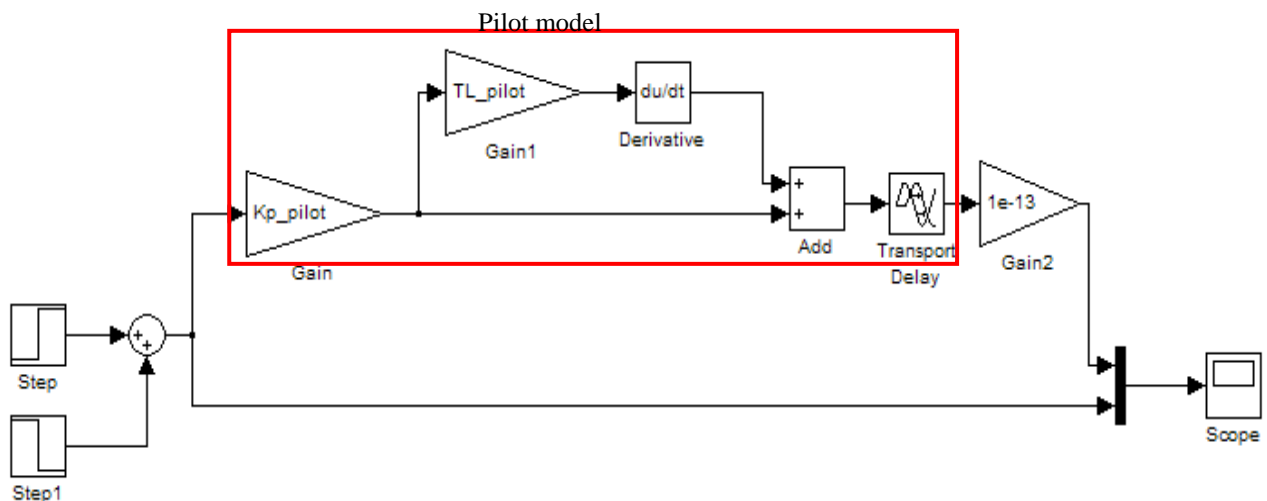 Pilot model
TL_pilot
du/dt
Gain1
Derivative
Kp_pilot
+
+
1e-13
Gain
Add
Transport
Delay
Gain2
+
+
Step
Scope
Step1